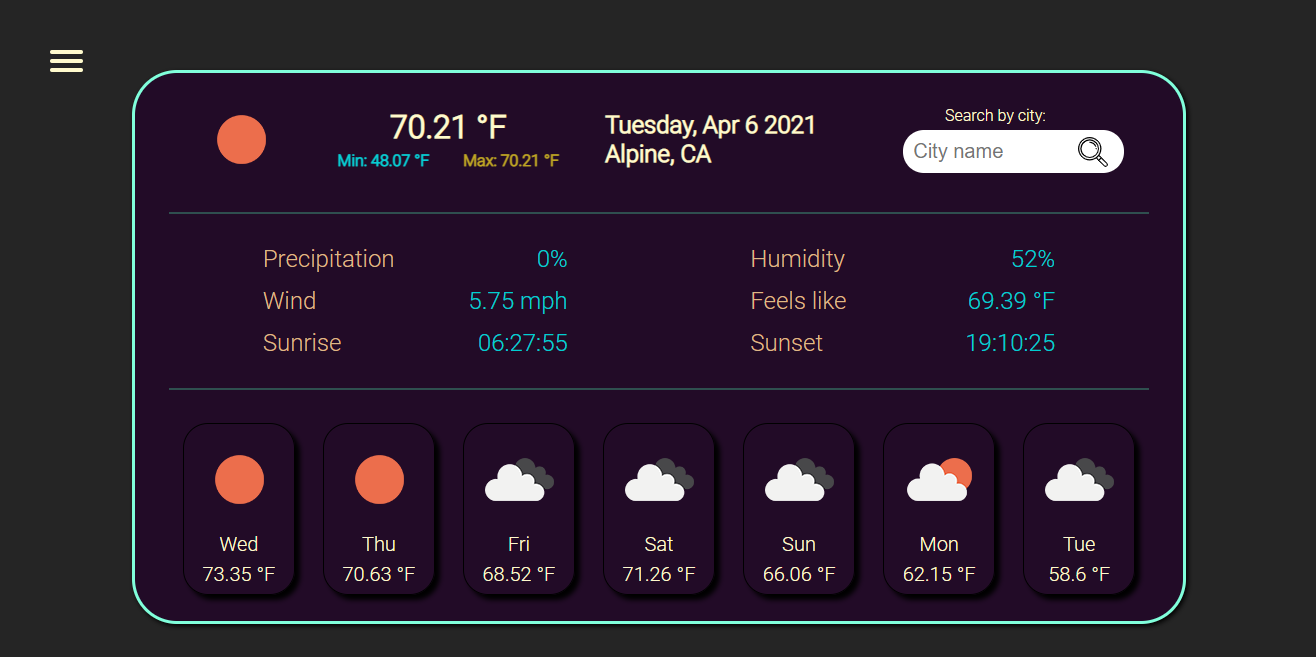 70.21 °F
Min: 48.07 °F Max: 70.21 °F
Tuesday, Apr 6 2021
Alpine, CA
Search by city:
City name
Precipitation 0%
Wind 5.75 mph
Sunrise 06:27:55
Humidity 52%
Feels like 69.39 °F
Sunset 19:10:25
Wed
73.35 °F
Thu
70.63 °F
Fri
68.52 °F
Sat
71.26 °F
Sun
66.06 °F
Mon
62.15 °F
Tue
58.6 °F